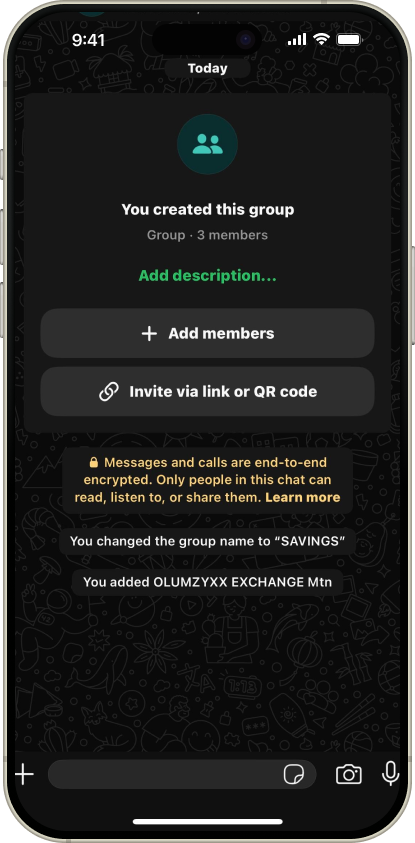 9:41
Today
You created this group
Group · 3 members
Add description...
Add members
Invite via link or QR code
Messages and calls are end-to-end
encrypted. Only people in this chat can
read, listen to, or share them. Learn more
You changed the group name to “SAVINGS”
You added OLUMZYXX EXCHANGE Mtn